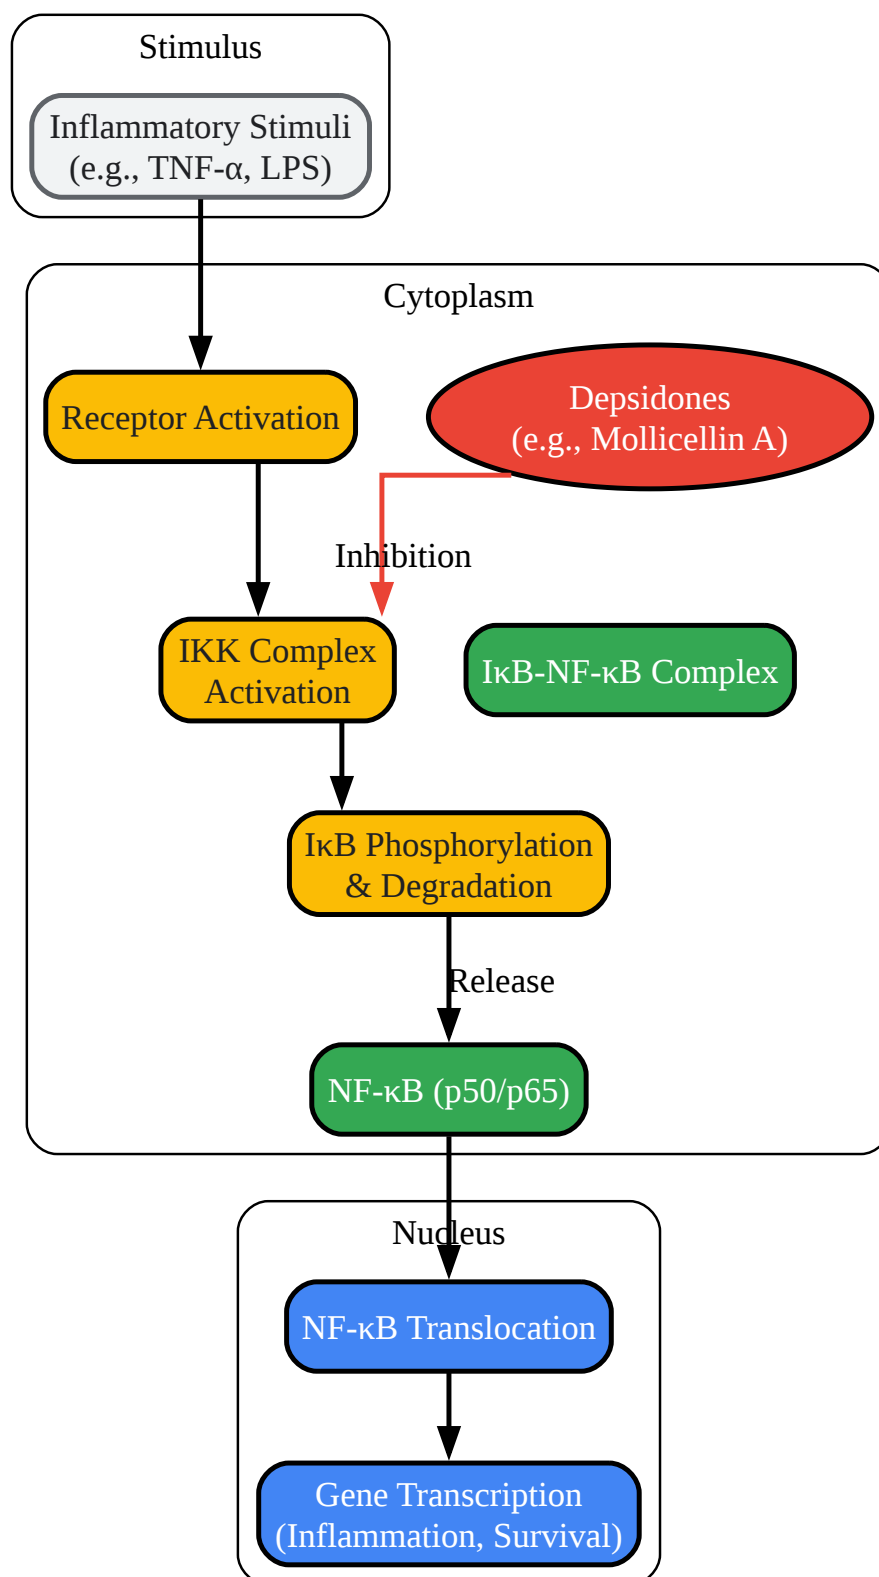 Stimulus
Inflammatory Stimuli
(e.g., TNF-α, LPS)
Cytoplasm
Receptor Activation
Depsidones
(e.g., Mollicellin A)
Inhibition
IKK Complex
Activation
IκB-NF-κB Complex
IκB Phosphorylation
& Degradation
Release
NF-κB (p50/p65)
Nucleus
NF-κB Translocation
Gene Transcription
(Inflammation, Survival)